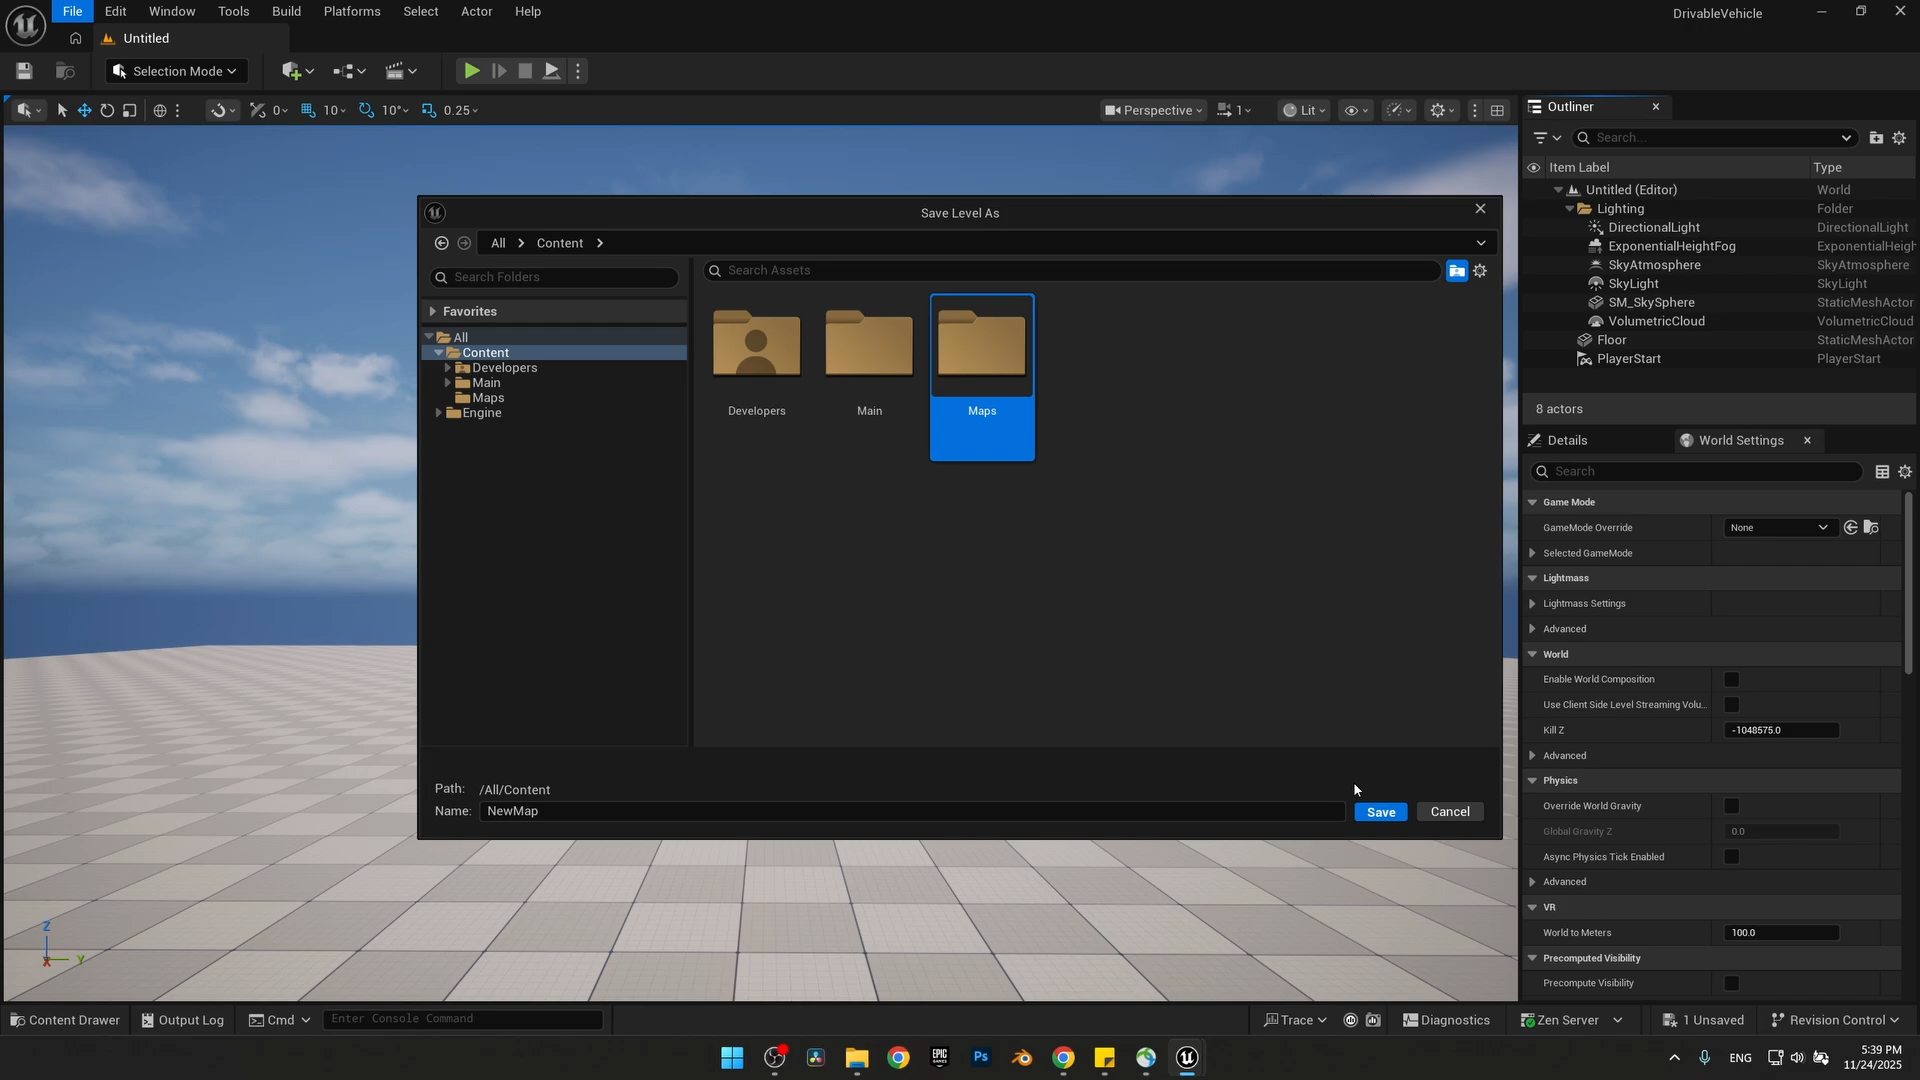 File Edit Window Tools Build Platforms Select Actor Help
DrivableVehicle
Untitled
Selection Mode
0 10 10° 0.25
Perspective 1 Lit
Outliner
Search...
Item Label Type
Untitled (Editor) World
Lighting Folder
DirectionalLight DirectionalLight
ExponentialHeightFog ExponentialHeigh
SkyAtmosphere SkyAtmosphere
SkyLight SkyLight
SM_SkySphere StaticMeshActor
VolumetricCloud VolumetricCloud
Floor StaticMeshActor
PlayerStart PlayerStart
8 actors
Save Level As
All Content
Search Folders
Search Assets
Favorites
All
Content
Developers
Main
Maps
Engine
Developers Main Maps
Path: /All/Content
Name: NewMap
Save Cancel
Details World Settings
Search
Game Mode
GameMode Override None
Selected GameMode
Lightmass
Lightmass Settings
Advanced
World
Enable World Composition
Use Client Side Level Streaming Volu...
Kill Z -1048575.0
Advanced
Physics
Override World Gravity
Global Gravity Z 0.0
Async Physics Tick Enabled
Advanced
VR
World to Meters 100.0
Precomputed Visibility
Precompute Visibility
Z
X Y
Content Drawer Output Log Cmd Enter Console Command Trace Diagnostics Zen Server 1 Unsaved Revision Control
EPIC GAMES Ps
ENG
5:39 PM
11/24/2025